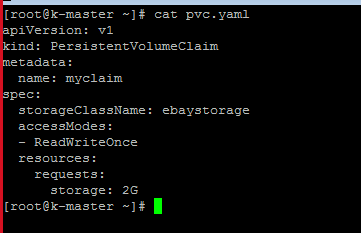 [root@k-master ~]# cat pvc.yaml
apiVersion: v1
kind: PersistentVolumeClaim
metadata:
  name: myclaim
spec:
  storageClassName: ebaystorage
  accessModes:
  - ReadWriteOnce
  resources:
    requests:
      storage: 2G
[root@k-master ~]#